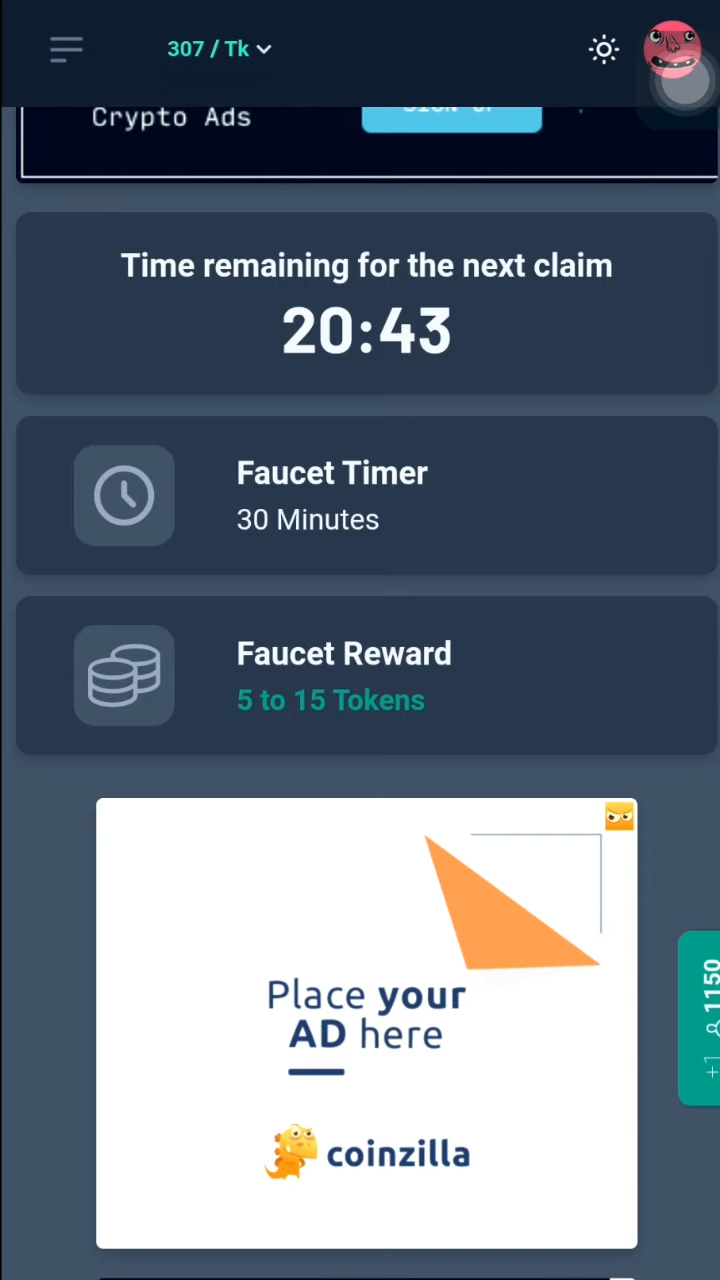 307 / Tk
Crypto Ads
Time remaining for the next claim
20:43
Faucet Timer
30 Minutes
Faucet Reward
5 to 15 Tokens
Place your
AD here
coinzilla
+1 1150